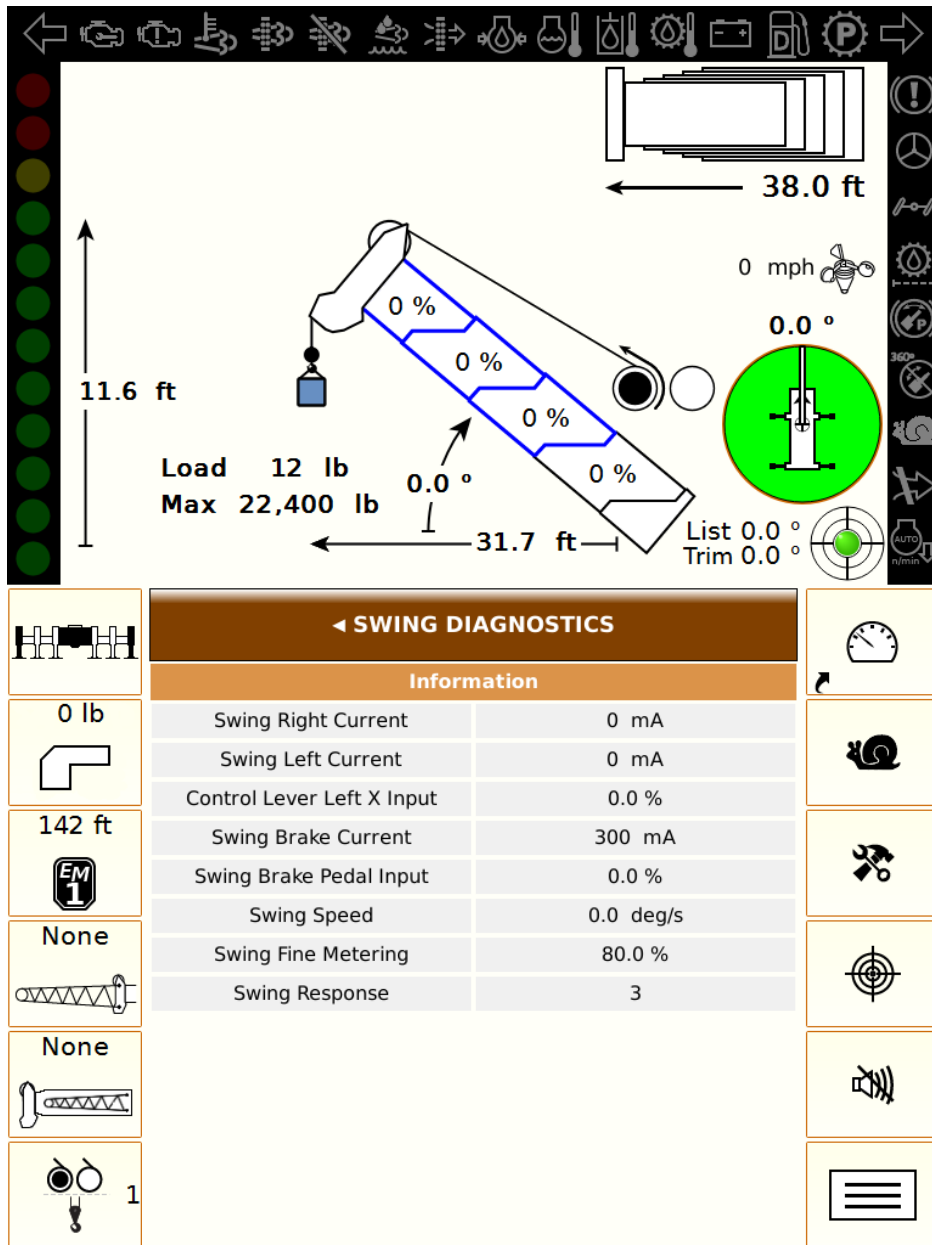 D
P
38.0 ft
0 mph
P
0 %
0.0 º
360º
0 %
11.6 ft
0 %
Load 12 lb
0.0 º
0 %
Max 22,400 lb
31.7 ft
List 0.0 º
Trim 0.0 º
AUTO
n/min
◄ SWING DIAGNOSTICS
Information
0 lb
Swing Right Current 0 mA
Swing Left Current 0 mA
Control Lever Left X Input 0.0 %
142 ft
EM
1
Swing Brake Current 300 mA
Swing Brake Pedal Input 0.0 %
None
Swing Speed 0.0 deg/s
Swing Fine Metering 80.0 %
Swing Response 3
None
1